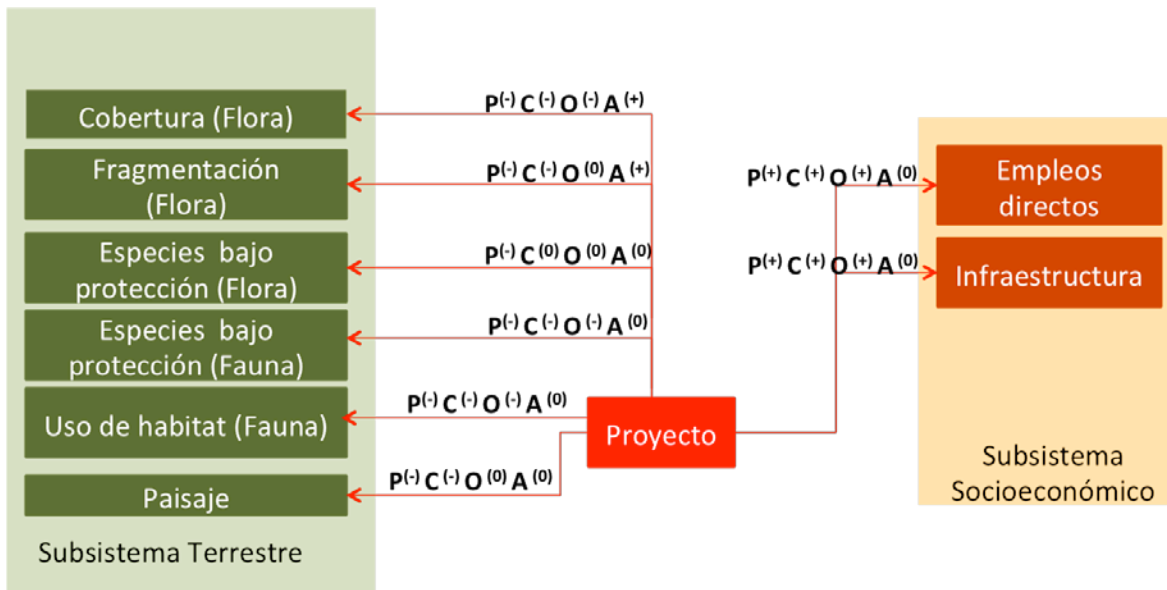 Cobertura (Flora)
Fragmentación
(Flora)
Especies bajo
protección (Flora)
Especies bajo
protección (Fauna)
Uso de habitat (Fauna)
Paisaje
Subsistema Terrestre
P(-) C(-) O(-) A(+)
P(-) C(-) O(0) A(+)
P(-) C(0) O(0) A(0)
P(-) C(-) O(-) A(0)
P(-) C(-) O(-) A(0)
P(-) C(-) O(0) A(0)
Proyecto
P(+) C(+) O(+) A(0)
P(+) C(+) O(+) A(0)
Empleos
directos
Infraestructura
Subsistema
Socioeconómico